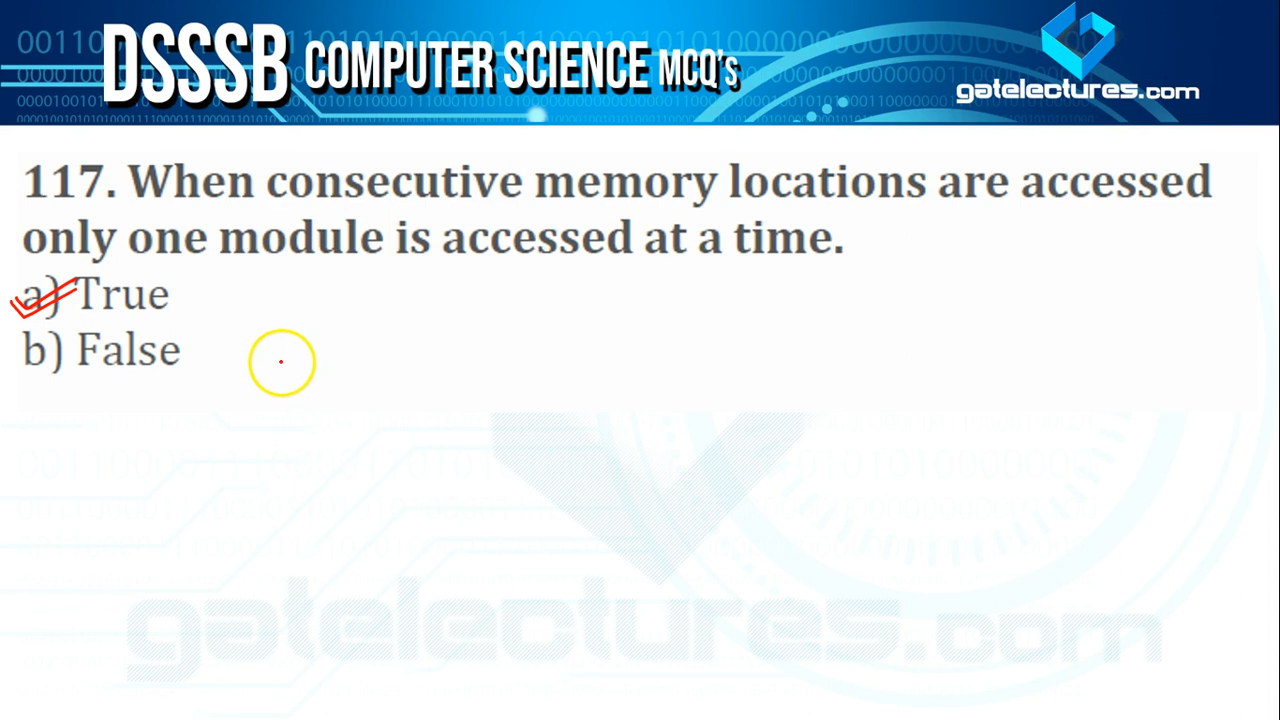 DSSSB COMPUTER SCIENCE MCQ's
gatelectures.com
117. When consecutive memory locations are accessed
only one module is accessed at a time.
a) True
b) False
gatelectures.com